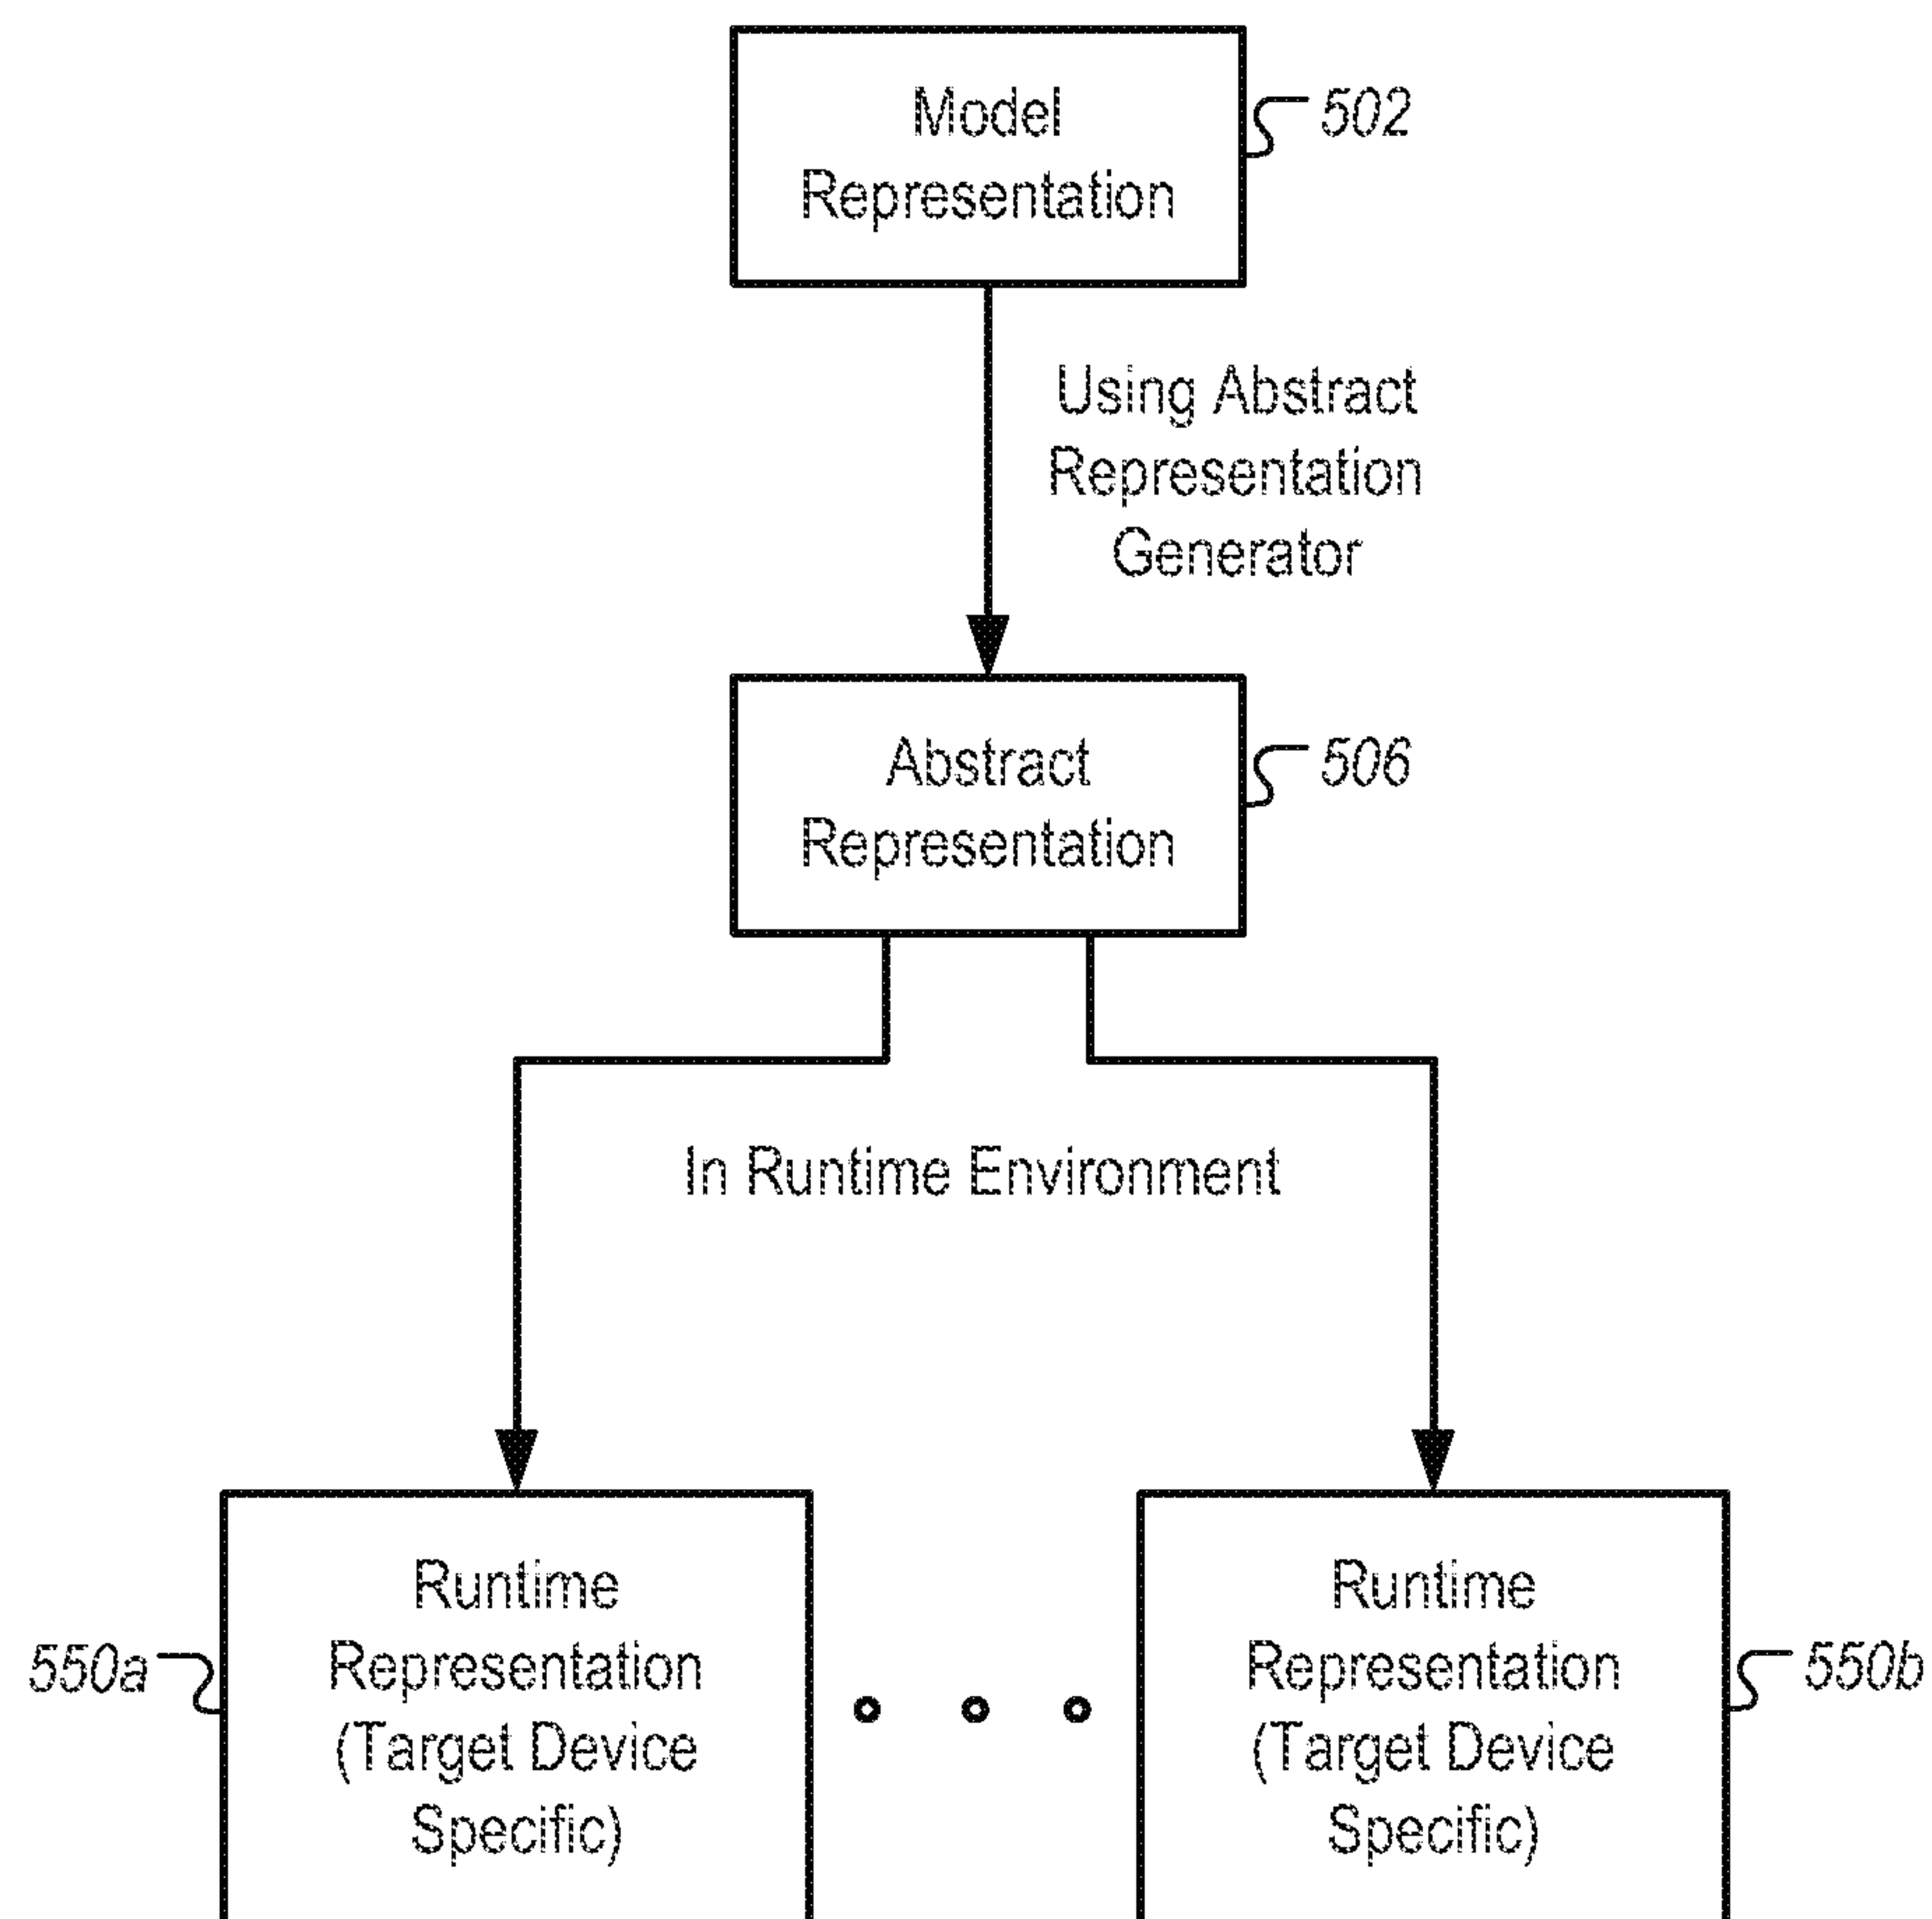 Model
Representation
502
Using Abstract
Representation
Generator
Abstract
Representation
506
In Runtime Environment
Runtime
Representation
(Target Device
Specific)
550a
Runtime
Representation
(Target Device
Specific)
550b